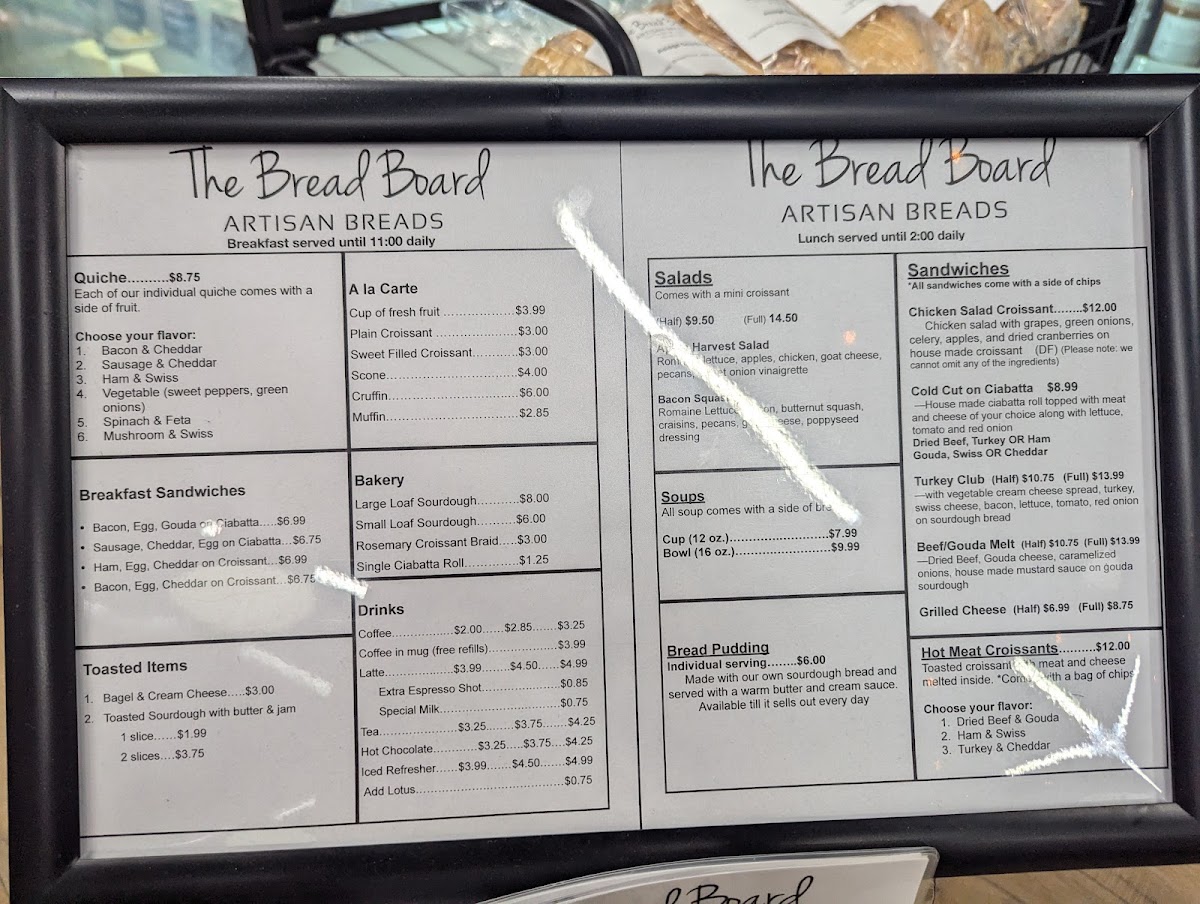 The Bread Board
ARTISAN BREADS
Breakfast served until 11:00 daily
Quiche..........$8.75
Each of our individual quiche comes with a
side of fruit.
Choose your flavor:
1. Bacon & Cheddar
2. Sausage & Cheddar
3. Ham & Swiss
4. Vegetable (sweet peppers, green
onions)
5. Spinach & Feta
6. Mushroom & Swiss
Breakfast Sandwiches
• Bacon, Egg, Gouda on Ciabatta.....$6.99
• Sausage, Cheddar, Egg on Ciabatta...$6.75
• Ham, Egg, Cheddar on Croissant...$6.99
• Bacon, Egg, Cheddar on Croissant....$6.75
Toasted Items
1. Bagel & Cream Cheese.....$3.00
2. Toasted Sourdough with butter & jam
1 slice......$1.99
2 slices....$3.75
A la Carte
Cup of fresh fruit ...................$3.99
Plain Croissant ......................$3.00
Sweet Filled Croissant...........$3.00
Scone...................................$4.00
Cruffin...................................$6.00
Muffin....................................$2.85
Bakery
Large Loaf Sourdough..........$8.00
Small Loaf Sourdough..........$6.00
Rosemary Croissant Braid.....$3.00
Single Ciabatta Roll..............$1.25
Drinks
Coffee..................$2.00......$2.85......$3.25
Coffee in mug (free refills)....................$3.99
Latte....................$3.99........$4.50......$4.99
Extra Espresso Shot.......................$0.85
Special Milk...................................$0.75
Tea.......................$3.25.......$3.75.......$4.25
Hot Chocolate............$3.25.....$3.75....$4.25
Iced Refresher......$3.99.......$4.50......$4.99
Add Lotus...........................................$0.75
The Bread Board
ARTISAN BREADS
Lunch served until 2:00 daily
Salads
Comes with a mini croissant
(Half) $9.50 (Full) 14.50
Harvest Salad
lettuce, apples, chicken, goat cheese,
pecans, onion vinaigrette
Bacon
Romaine butternut squash,
craisins, pecans, poppyseed
dressing
Soups
All soup comes with a side of
Cup (12 oz.)............................$7.99
Bowl (16 oz.)...........................$9.99
Bread Pudding
Individual serving........$6.00
Made with our own sourdough bread and
served with a warm butter and cream sauce.
Available till it sells out every day
Sandwiches
*All sandwiches come with a side of chips
Chicken Salad Croissant........$12.00
Chicken salad with grapes, green onions,
celery, apples, and dried cranberries on
house made croissant (DF) (Please note: we
cannot omit any of the ingredients)
Cold Cut on Ciabatta $8.99
—House made ciabatta roll topped with meat
and cheese of your choice along with lettuce,
tomato and red onion
Dried Beef, Turkey OR Ham
Gouda, Swiss OR Cheddar
Turkey Club (Half) $10.75 (Full) $13.99
—with vegetable cream cheese spread, turkey,
swiss cheese, bacon, lettuce, tomato, red onion
on sourdough bread
Beef/Gouda Melt (Half) $10.75 (Full) $13.99
—Dried Beef, Gouda cheese, caramelized
onions, house made mustard sauce on gouda
sourdough
Grilled Cheese (Half) $6.99 (Full) $8.75
Hot Meat Croissants.........$12.00
Toasted croissant meat and cheese
melted inside. with a bag of chips
Choose your flavor:
1. Dried Beef & Gouda
2. Ham & Swiss
3. Turkey & Cheddar
Board